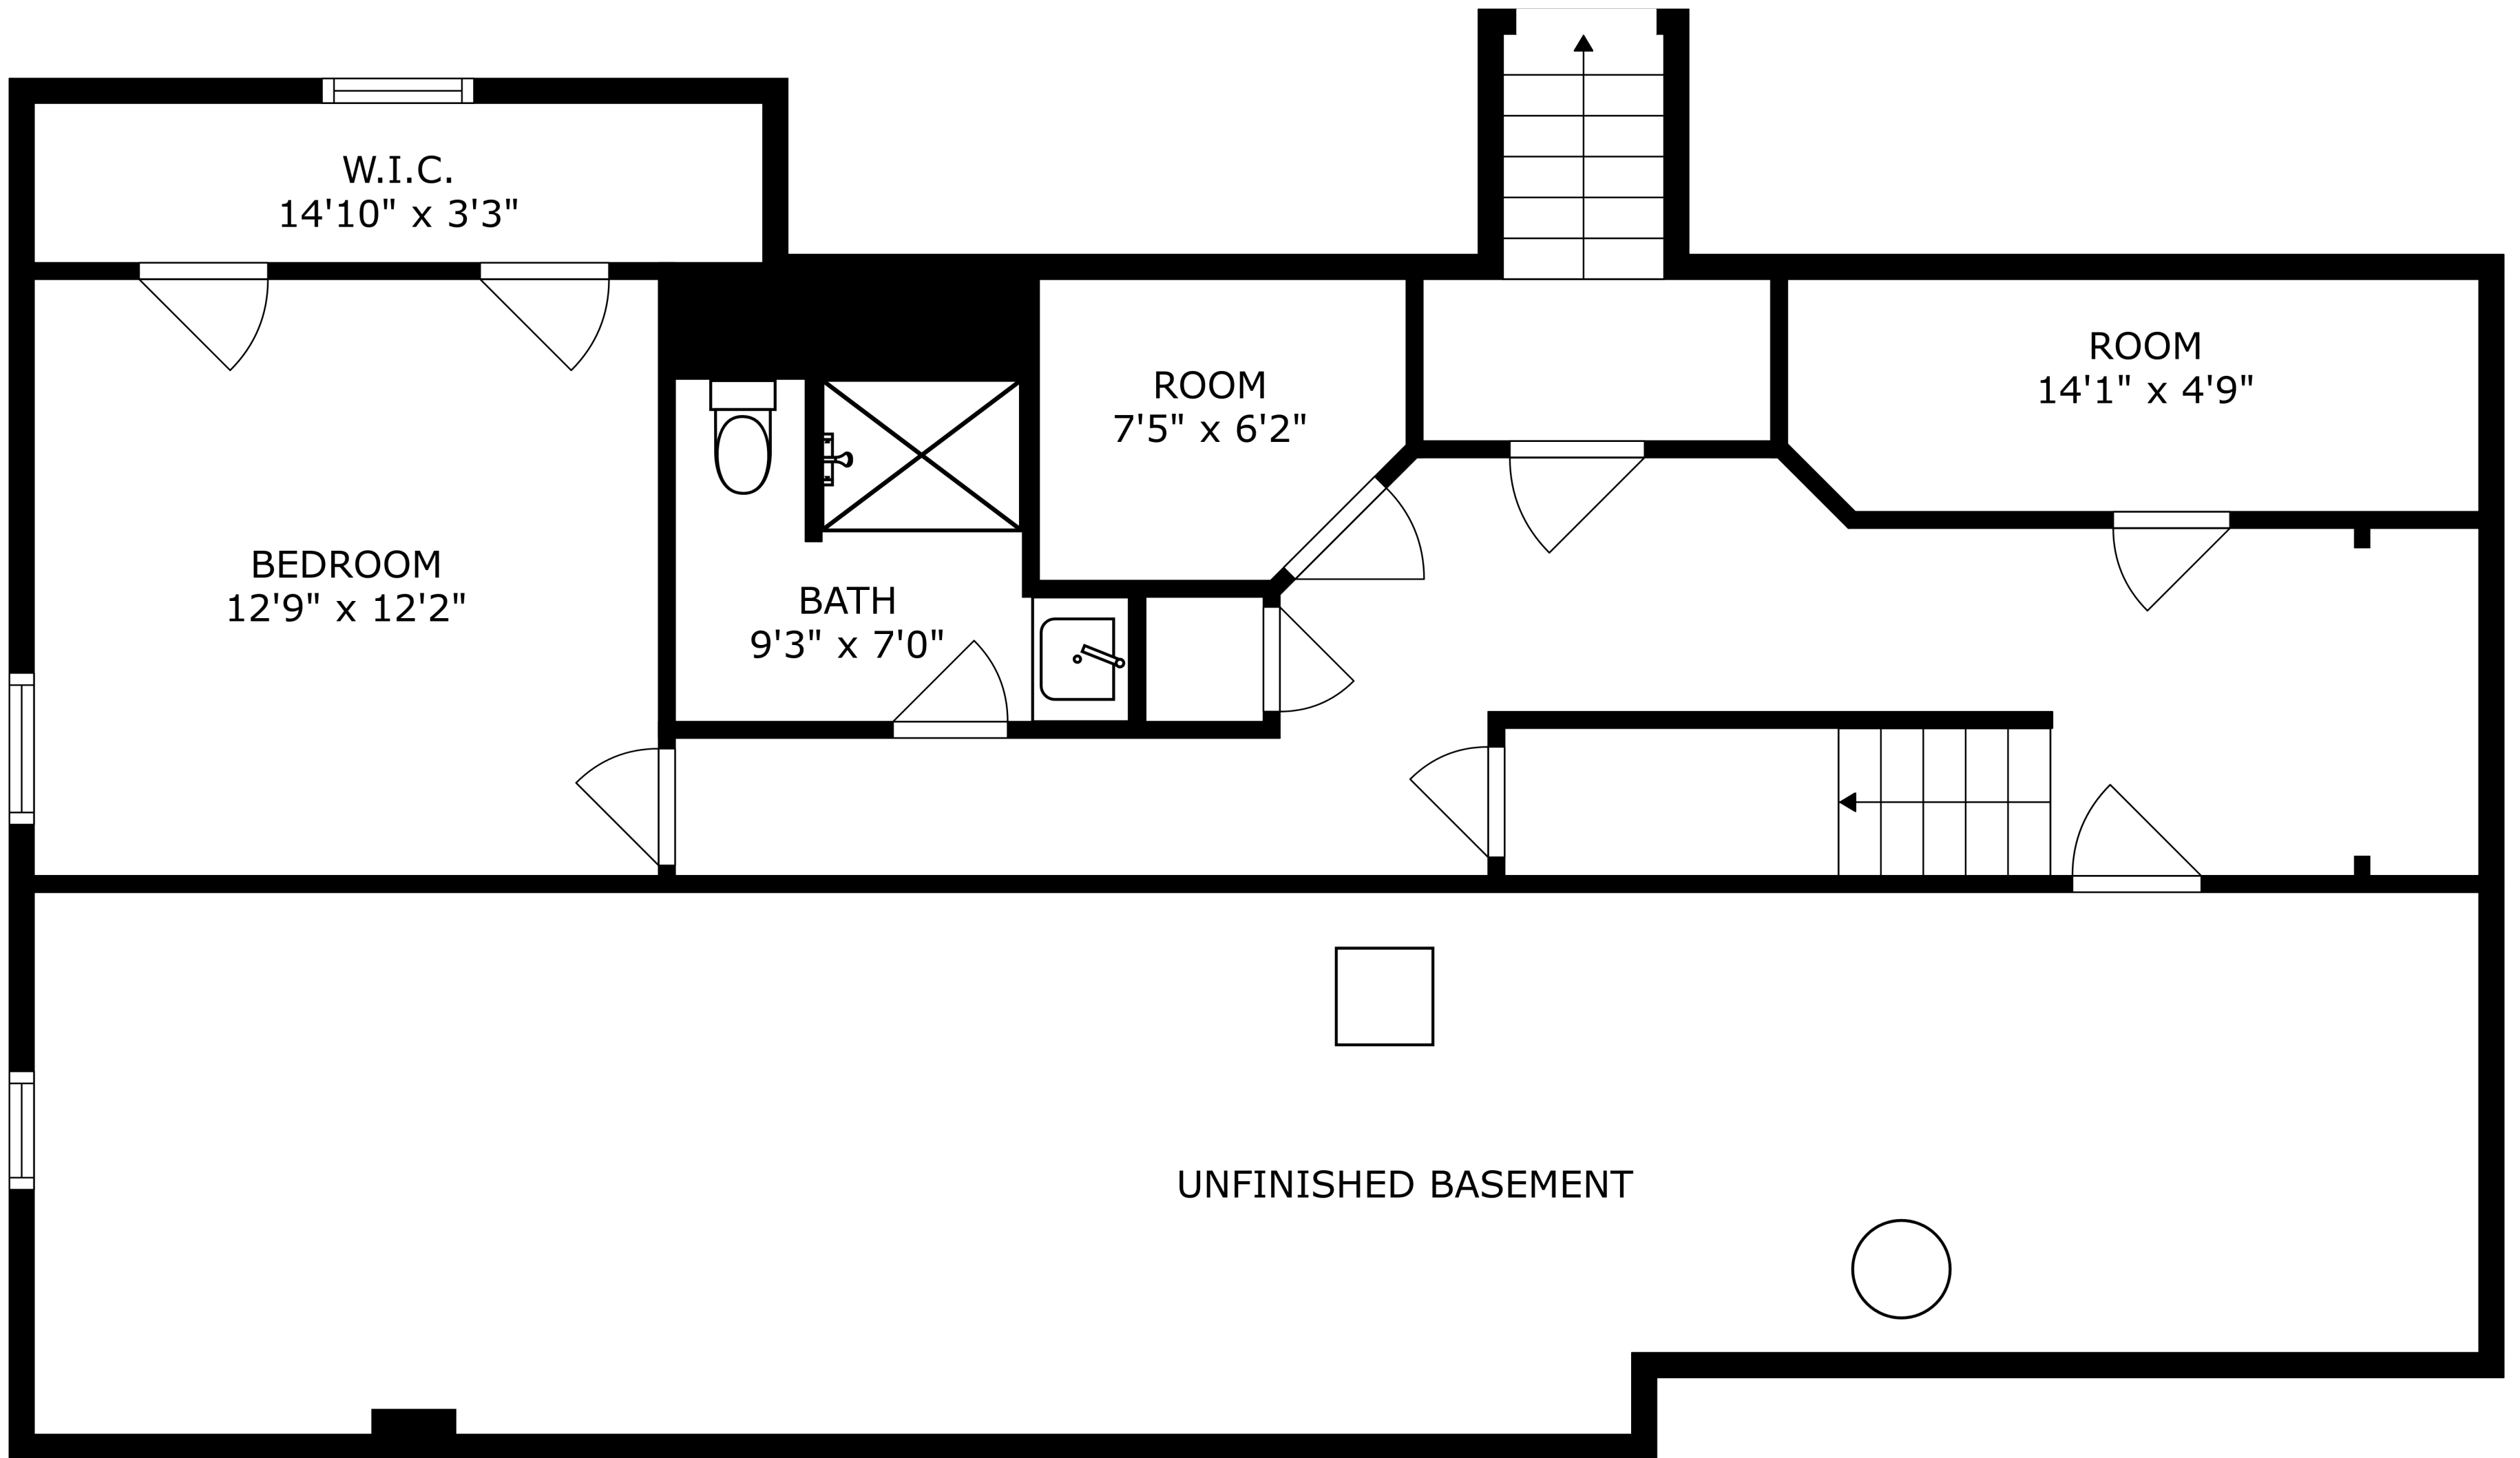 W.I.C.
14'10" x 3'3"
ROOM
14'1" x 4'9"
ROOM
7'5" x 6'2"
BEDROOM
12'9" x 12'2"
BATH
9'3" x 7'0"
UNFINISHED BASEMENT